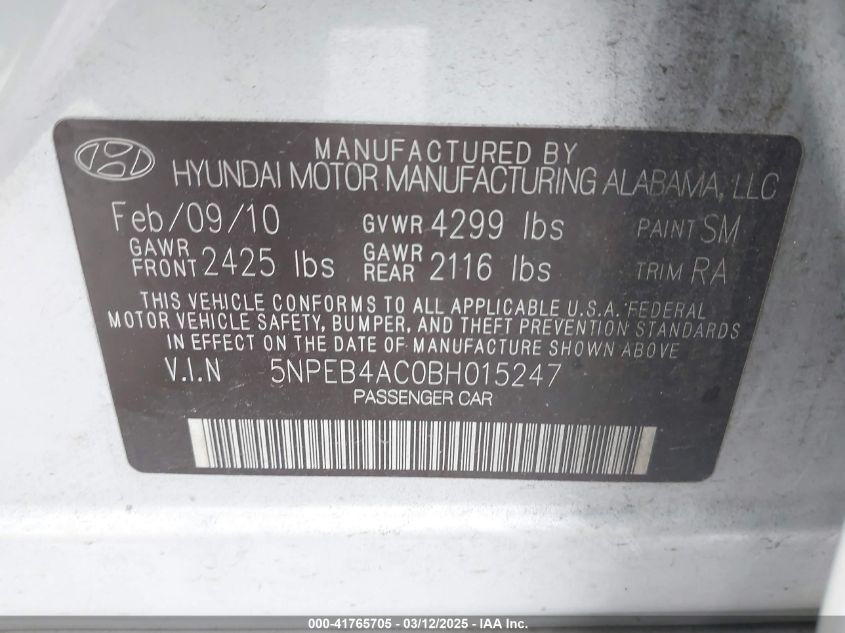 MANUFACTURED BY
HYUNDAI MOTOR MANUFACTURING ALABAMA, LLC
Feb/09/10 GVWR 4299 lbs PAINT SM
GAWR FRONT 2425 lbs GAWR REAR 2116 lbs TRIM RA
THIS VEHICLE CONFORMS TO ALL APPLICABLE U.S.A. FEDERAL
MOTOR VEHICLE SAFETY, BUMPER, AND THEFT PREVENTION STANDARDS
IN EFFECT ON THE DATE OF MANUFACTURE SHOWN ABOVE
V.I.N 5NPEB4AC0BH015247
PASSENGER CAR
000-41765705 - 03/12/2025 - IAA Inc.